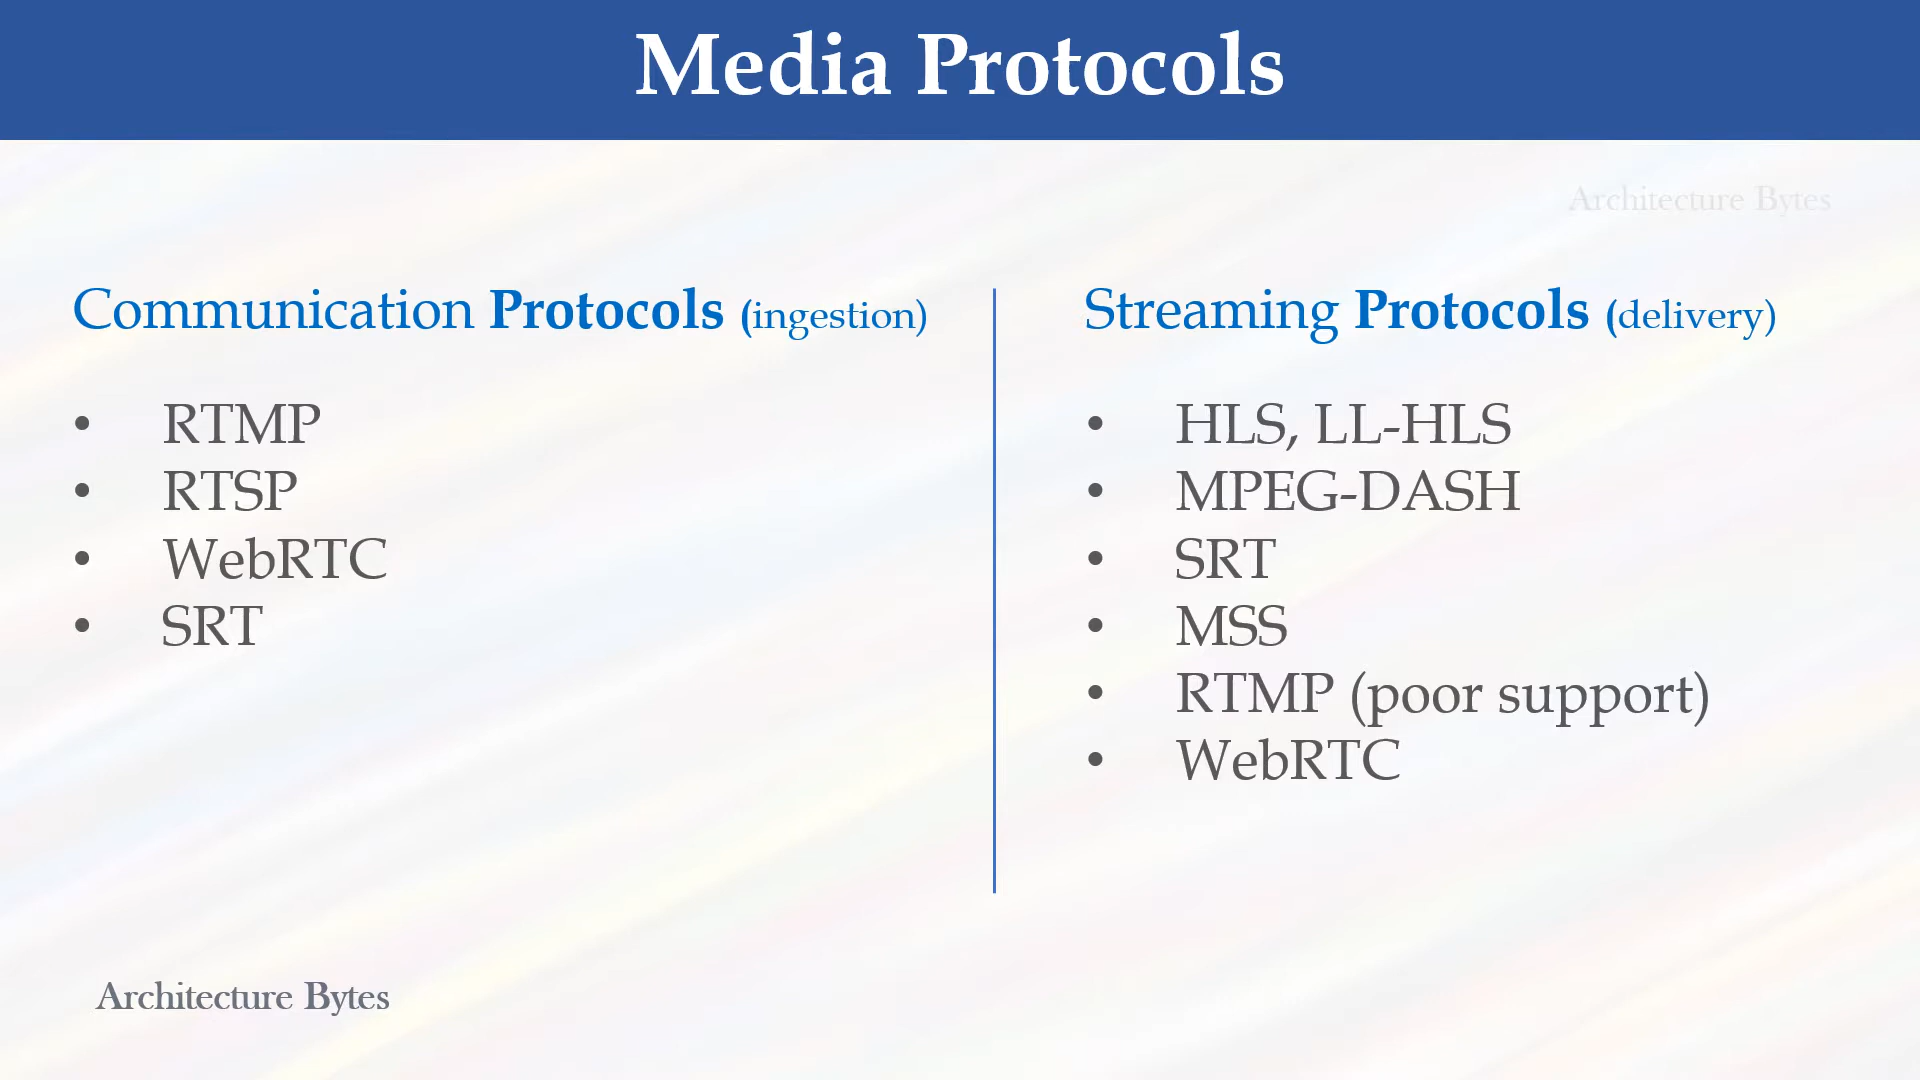 Media Protocols
Architecture Bytes
Communication Protocols (ingestion)
• RTMP
• RTSP
• WebRTC
• SRT
Streaming Protocols (delivery)
• HLS, LL-HLS
• MPEG-DASH
• SRT
• MSS
• RTMP (poor support)
• WebRTC
Architecture Bytes